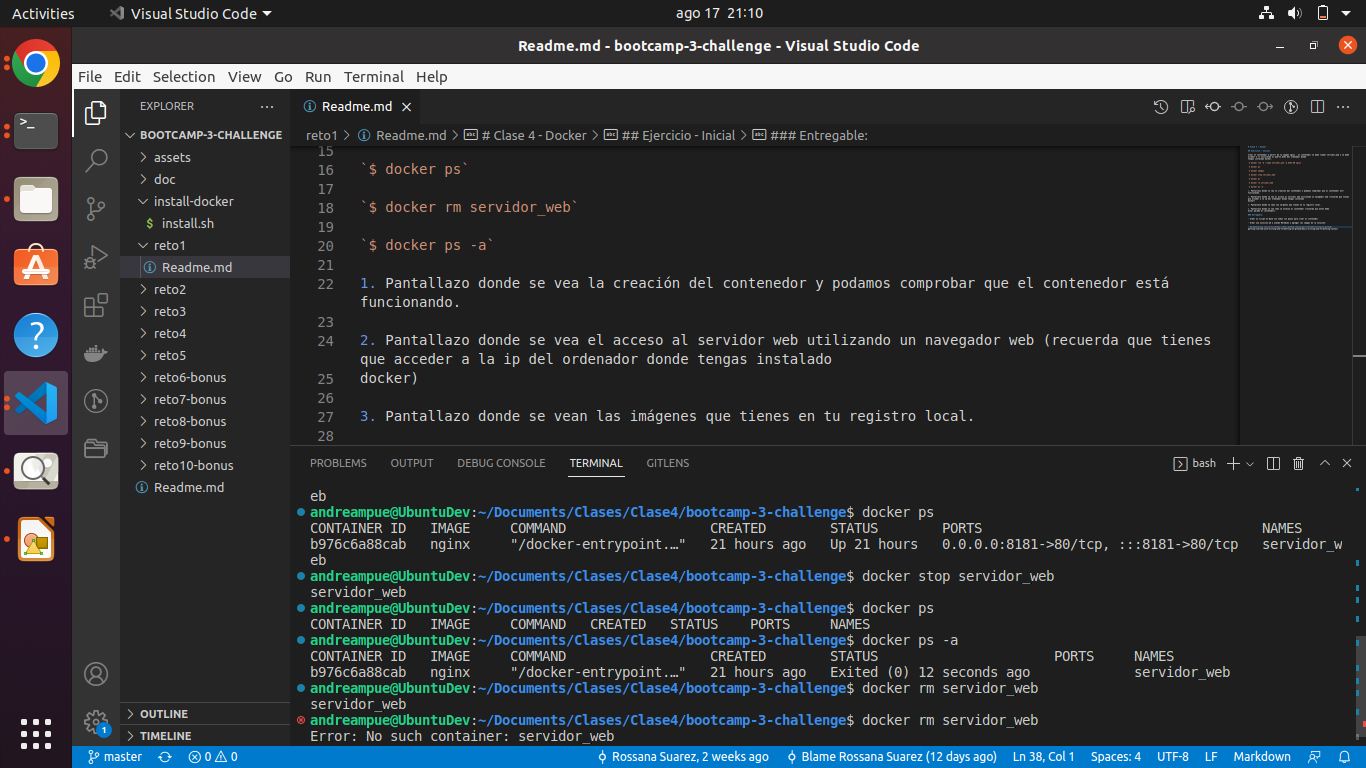 Activities
Visual Studio Code
ago 17 21:10
Readme.md - bootcamp-3-challenge - Visual Studio Code
File Edit Selection View Go Run Terminal Help
EXPLORER
BOOTCAMP-3-CHALLENGE
assets
doc
install-docker
$ install.sh
reto1
Readme.md
reto2
reto3
reto4
reto5
reto6-bonus
reto7-bonus
reto8-bonus
reto9-bonus
reto10-bonus
Readme.md
OUTLINE
TIMELINE
1
Readme.md
reto1 > Readme.md > # Clase 4 - Docker > ## Ejercicio - Inicial > ### Entregable:
15
16 `$ docker ps`
17
18 `$ docker rm servidor_web`
19
20 `$ docker ps -a`
21
22 1. Pantallazo donde se vea la creación del contenedor y podamos comprobar que el contenedor está
funcionando.
23
24 2. Pantallazo donde se vea el acceso al servidor web utilizando un navegador web (recuerda que tienes
que acceder a la ip del ordenador donde tengas instalado
25 docker)
26
27 3. Pantallazo donde se vean las imágenes que tienes en tu registro local.
28
PROBLEMS OUTPUT DEBUG CONSOLE TERMINAL GITLENS
bash
eb
andreampue@UbuntuDev:~/Documents/Clases/Clase4/bootcamp-3-challenge$ docker ps
CONTAINER ID IMAGE COMMAND CREATED STATUS PORTS NAMES
b976c6a88cab nginx "/docker-entrypoint.…" 21 hours ago Up 21 hours 0.0.0.0:8181->80/tcp, :::8181->80/tcp servidor_w
eb
andreampue@UbuntuDev:~/Documents/Clases/Clase4/bootcamp-3-challenge$ docker stop servidor_web
servidor_web
andreampue@UbuntuDev:~/Documents/Clases/Clase4/bootcamp-3-challenge$ docker ps
CONTAINER ID IMAGE COMMAND CREATED STATUS PORTS NAMES
andreampue@UbuntuDev:~/Documents/Clases/Clase4/bootcamp-3-challenge$ docker ps -a
CONTAINER ID IMAGE COMMAND CREATED STATUS PORTS NAMES
b976c6a88cab nginx "/docker-entrypoint.…" 21 hours ago Exited (0) 12 seconds ago servidor_web
andreampue@UbuntuDev:~/Documents/Clases/Clase4/bootcamp-3-challenge$ docker rm servidor_web
servidor_web
andreampue@UbuntuDev:~/Documents/Clases/Clase4/bootcamp-3-challenge$ docker rm servidor_web
Error: No such container: servidor_web
master 0 0 Rossana Suarez, 2 weeks ago Blame Rossana Suarez (12 days ago) Ln 38, Col 1 Spaces: 4 UTF-8 LF Markdown